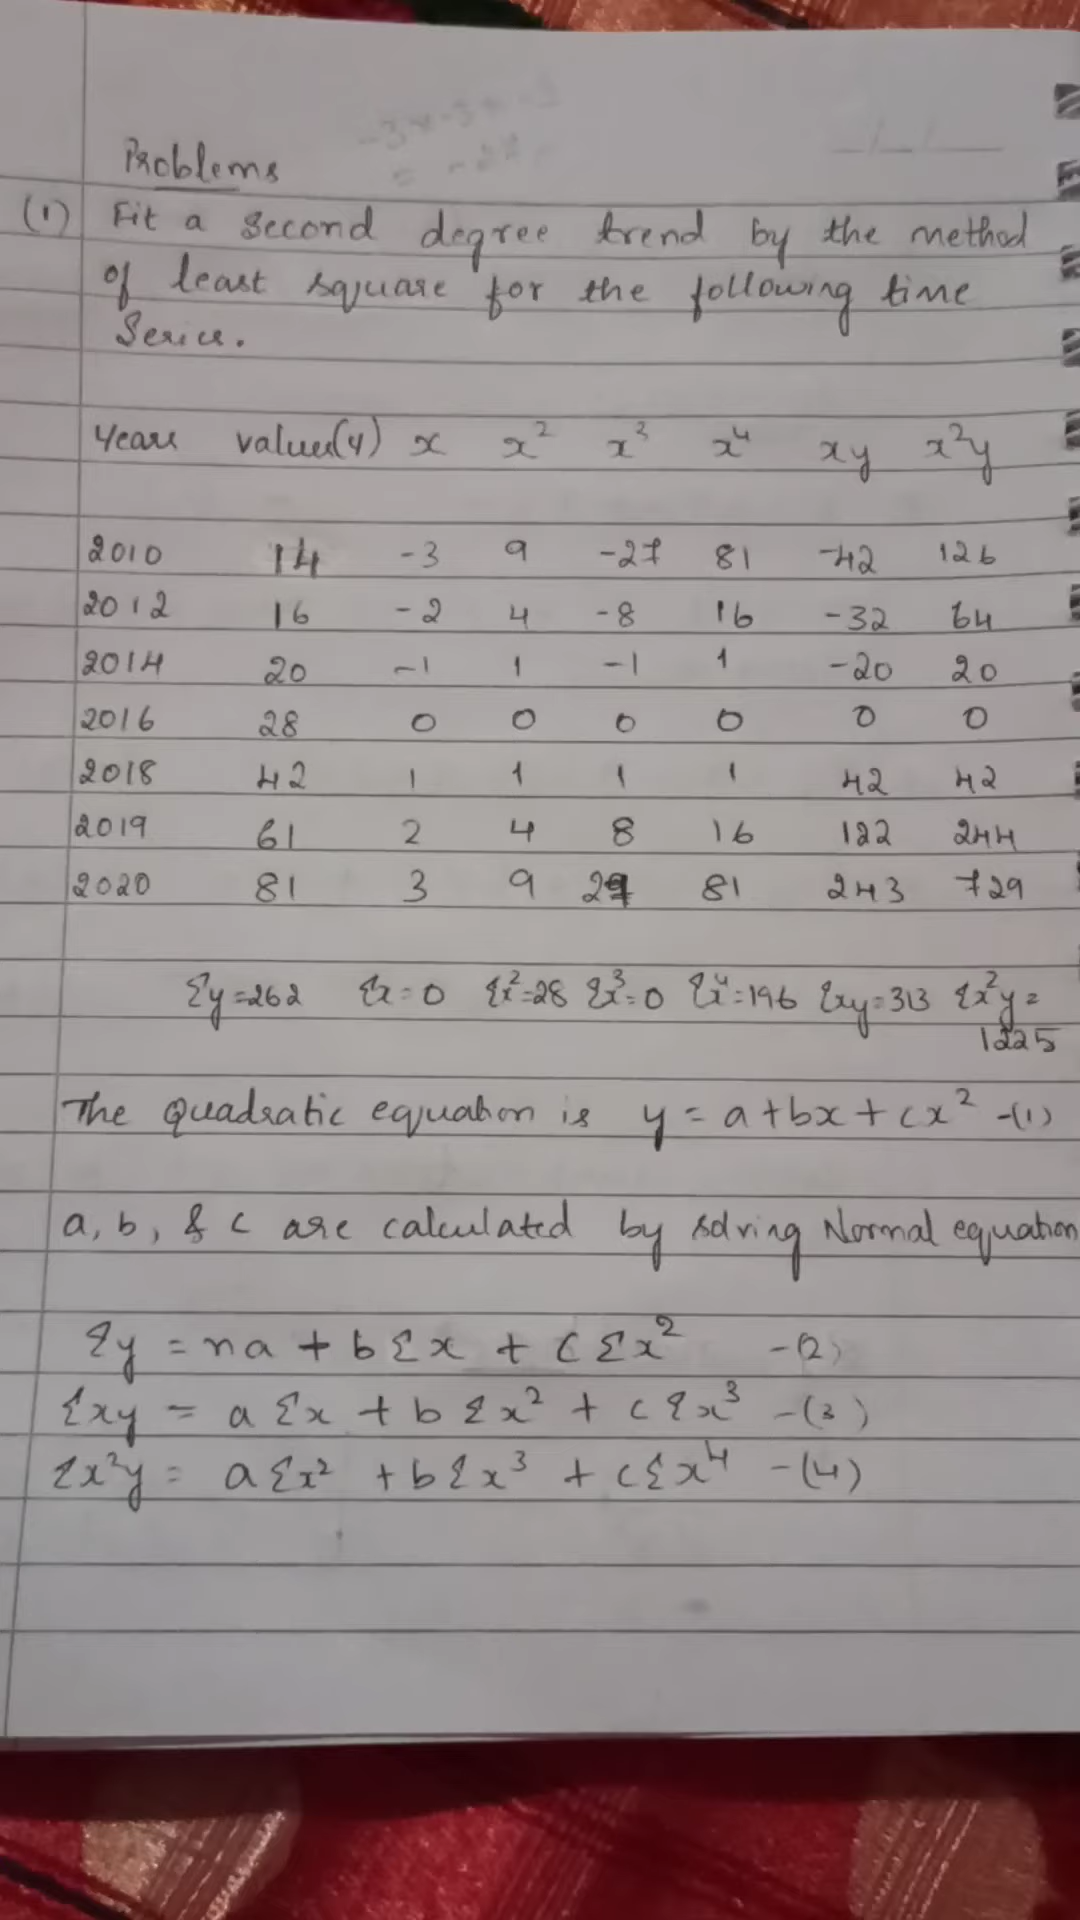 Problems
(1) Fit a second degree trend by the method
of least square for the following time
Series.
Years values(y) x x² x³ x⁴ xy x²y
2010 14 -3 9 -27 81 -42 126
2012 16 -2 4 -8 16 -32 64
2014 20 -1 1 -1 1 -20 20
2016 28 0 0 0 0 0 0
2018 42 1 1 1 1 42 42
2019 61 2 4 8 16 122 244
2020 81 3 9 27 81 243 729
Σy=262 Σx=0 Σx²=28 Σx³=0 Σx⁴=196 Σxy=313 Σx²y=
1225
The quadratic equation is y = a+bx+cx² -(1)
a, b, & c are calculated by solving Normal equation
Σy = na + bΣx + cΣx² -(2)
Σxy = aΣx + bΣx² + cΣx³ -(3)
Σx²y = aΣx² + bΣx³ + cΣx⁴ -(4)